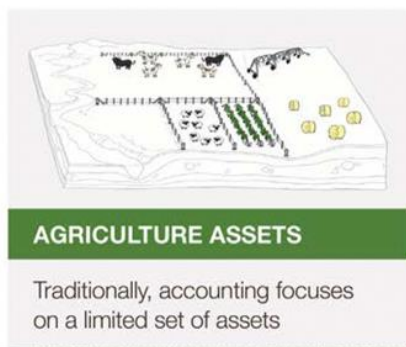 AGRICULTURE ASSETS
Traditionally, accounting focuses
on a limited set of assets